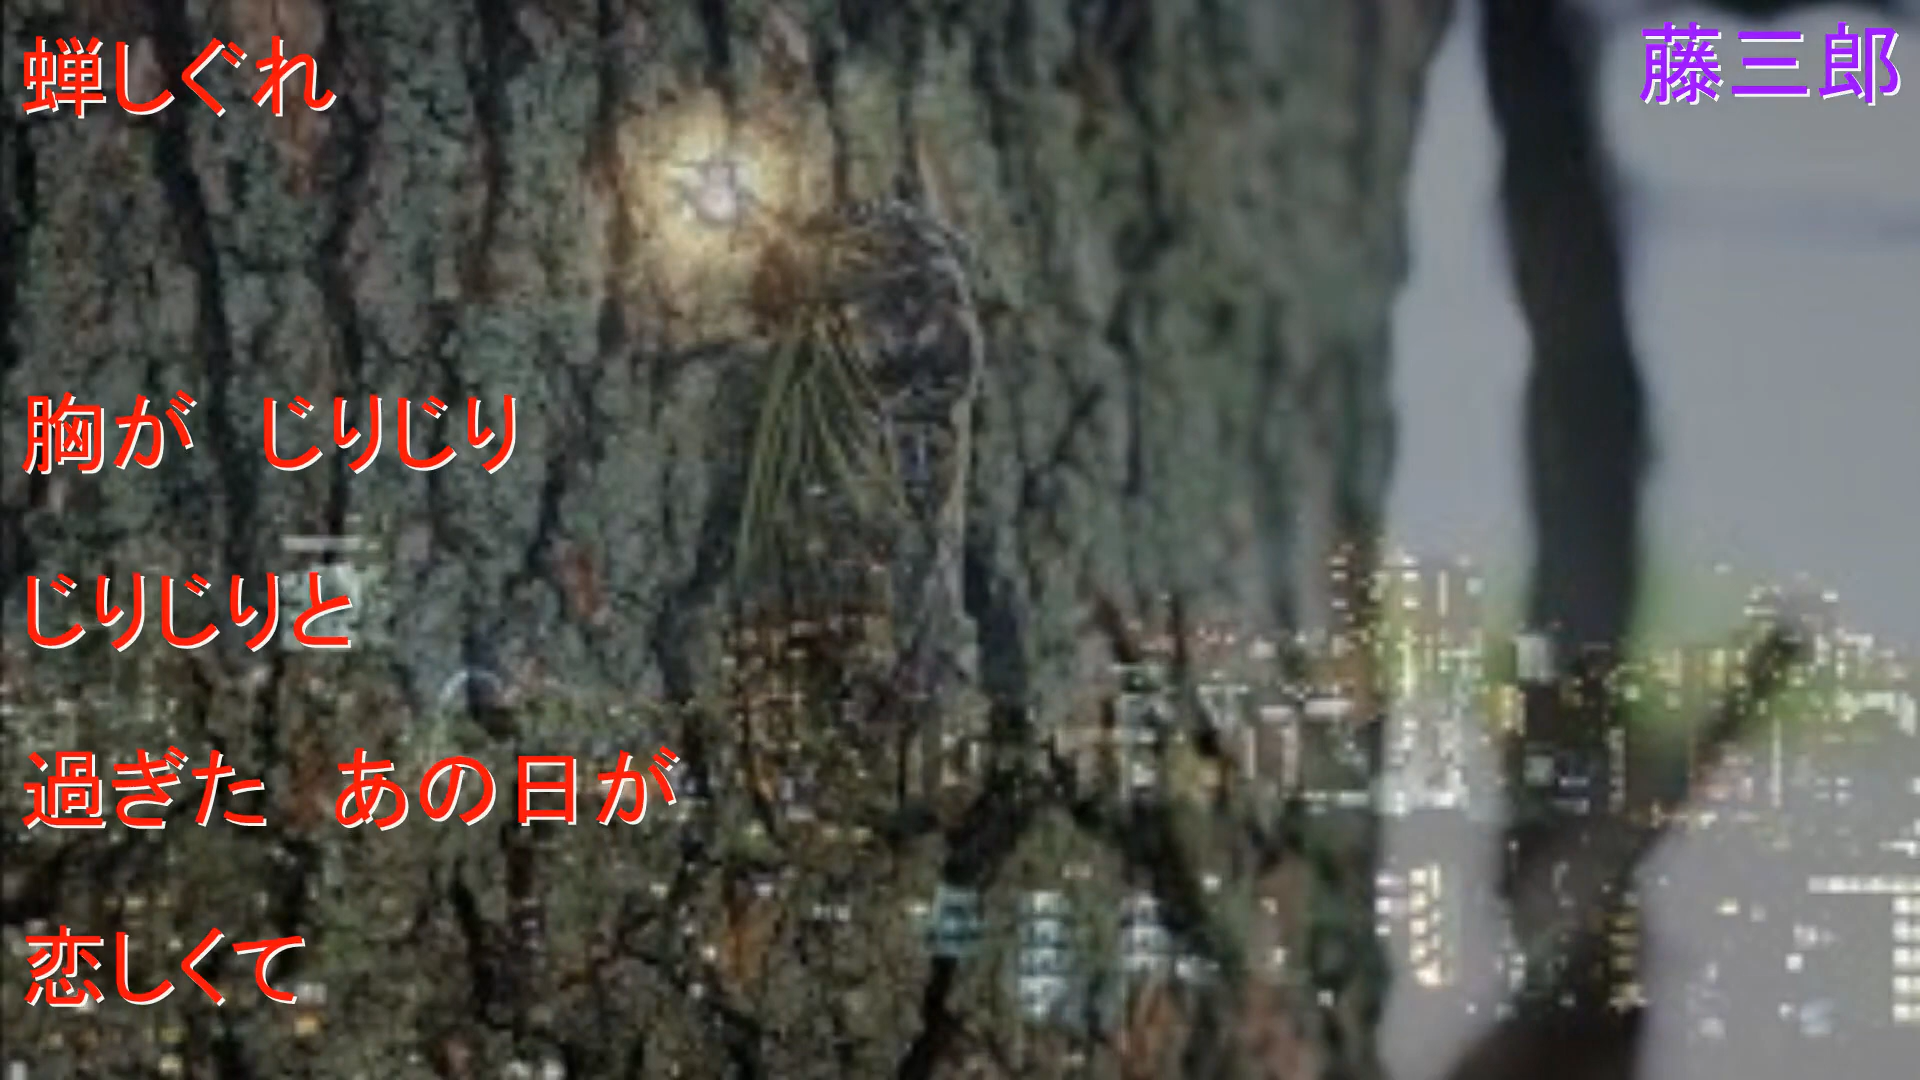 蝉しぐれ
藤三郎
胸が　じりじり
じりじりと
過ぎた　あの日が
恋しくて